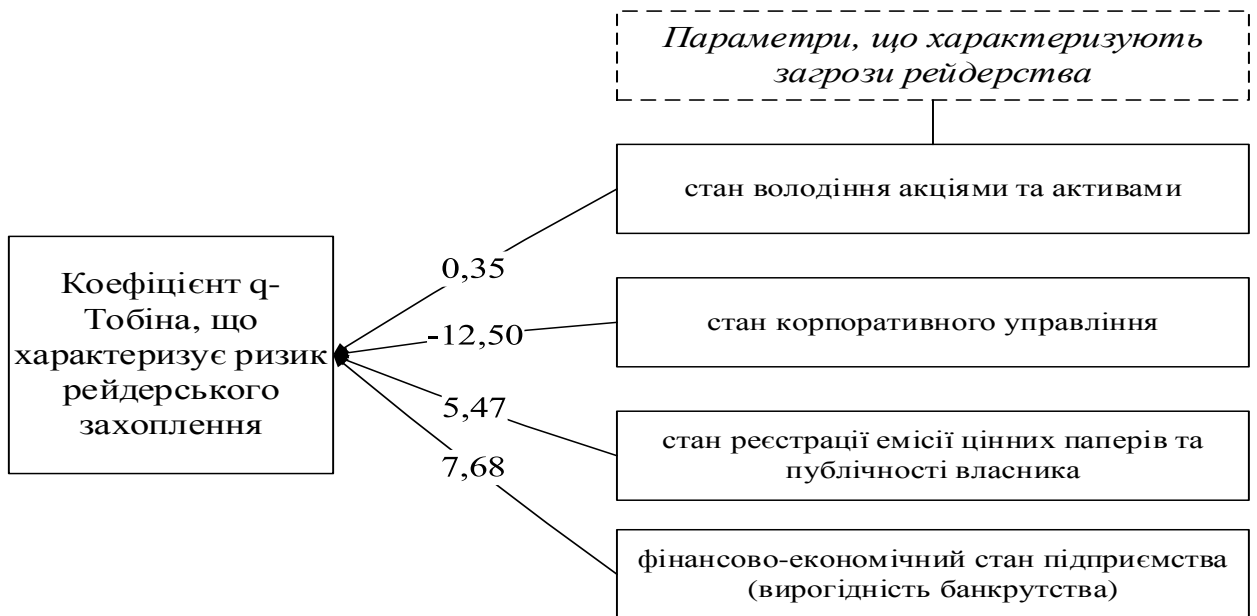 Параметри, що характеризують
загрози рейдерства
стан володіння акціями та активами
0,35
Коефіцієнт q-
Тобіна, що
характеризує ризик
рейдерського
захоплення
-12,50
стан корпоративного управління
5,47
стан реєстрації емісії цінних паперів та
публічності власника
7,68
фінансово-економічний стан підприємства
(вирогідність банкрутства)